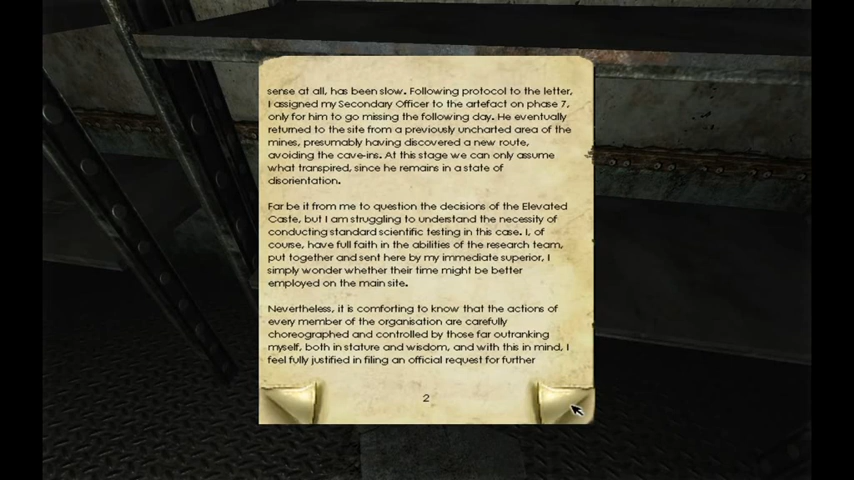 sense at all, has been slow. Following protocol to the letter,
I assigned my Secondary Officer to the artefact on phase 7,
only for him to go missing the following day. He eventually
returned to the site from a previously uncharted area of the
mines, presumably having discovered a new route,
avoiding the cave-ins. At this stage we can only assume
what transpired, since he remains in a state of
disorientation.
Far be it from me to question the decisions of the Elevated
Caste, but I am struggling to understand the necessity of
conducting standard scientific testing in this case. I, of
course, have full faith in the abilities of the research team,
put together and sent here by my immediate superior, I
simply wonder whether their time might be better
employed on the main site.
Nevertheless, it is comforting to know that the actions of
every member of the organisation are carefully
choreographed and controlled by those far outranking
myself, both in stature and wisdom, and with this in mind, I
feel fully justified in filing an official request for further
2